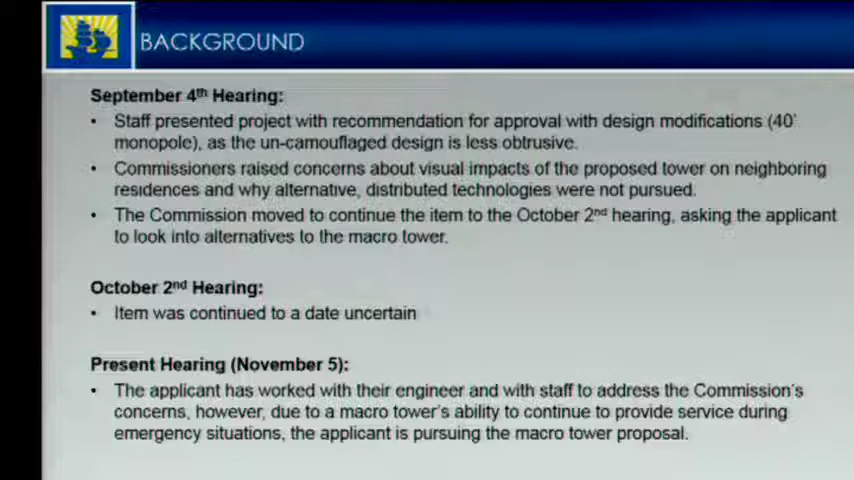 BACKGROUND
September 4th Hearing:
• Staff presented project with recommendation for approval with design modifications (40'
monopole), as the un-camouflaged design is less obtrusive.
• Commissioners raised concerns about visual impacts of the proposed tower on neighboring
residences and why alternative, distributed technologies were not pursued.
• The Commission moved to continue the item to the October 2nd hearing, asking the applicant
to look into alternatives to the macro tower.
October 2nd Hearing:
• Item was continued to a date uncertain
Present Hearing (November 5):
• The applicant has worked with their engineer and with staff to address the Commission's
concerns, however, due to a macro tower's ability to continue to provide service during
emergency situations, the applicant is pursuing the macro tower proposal.